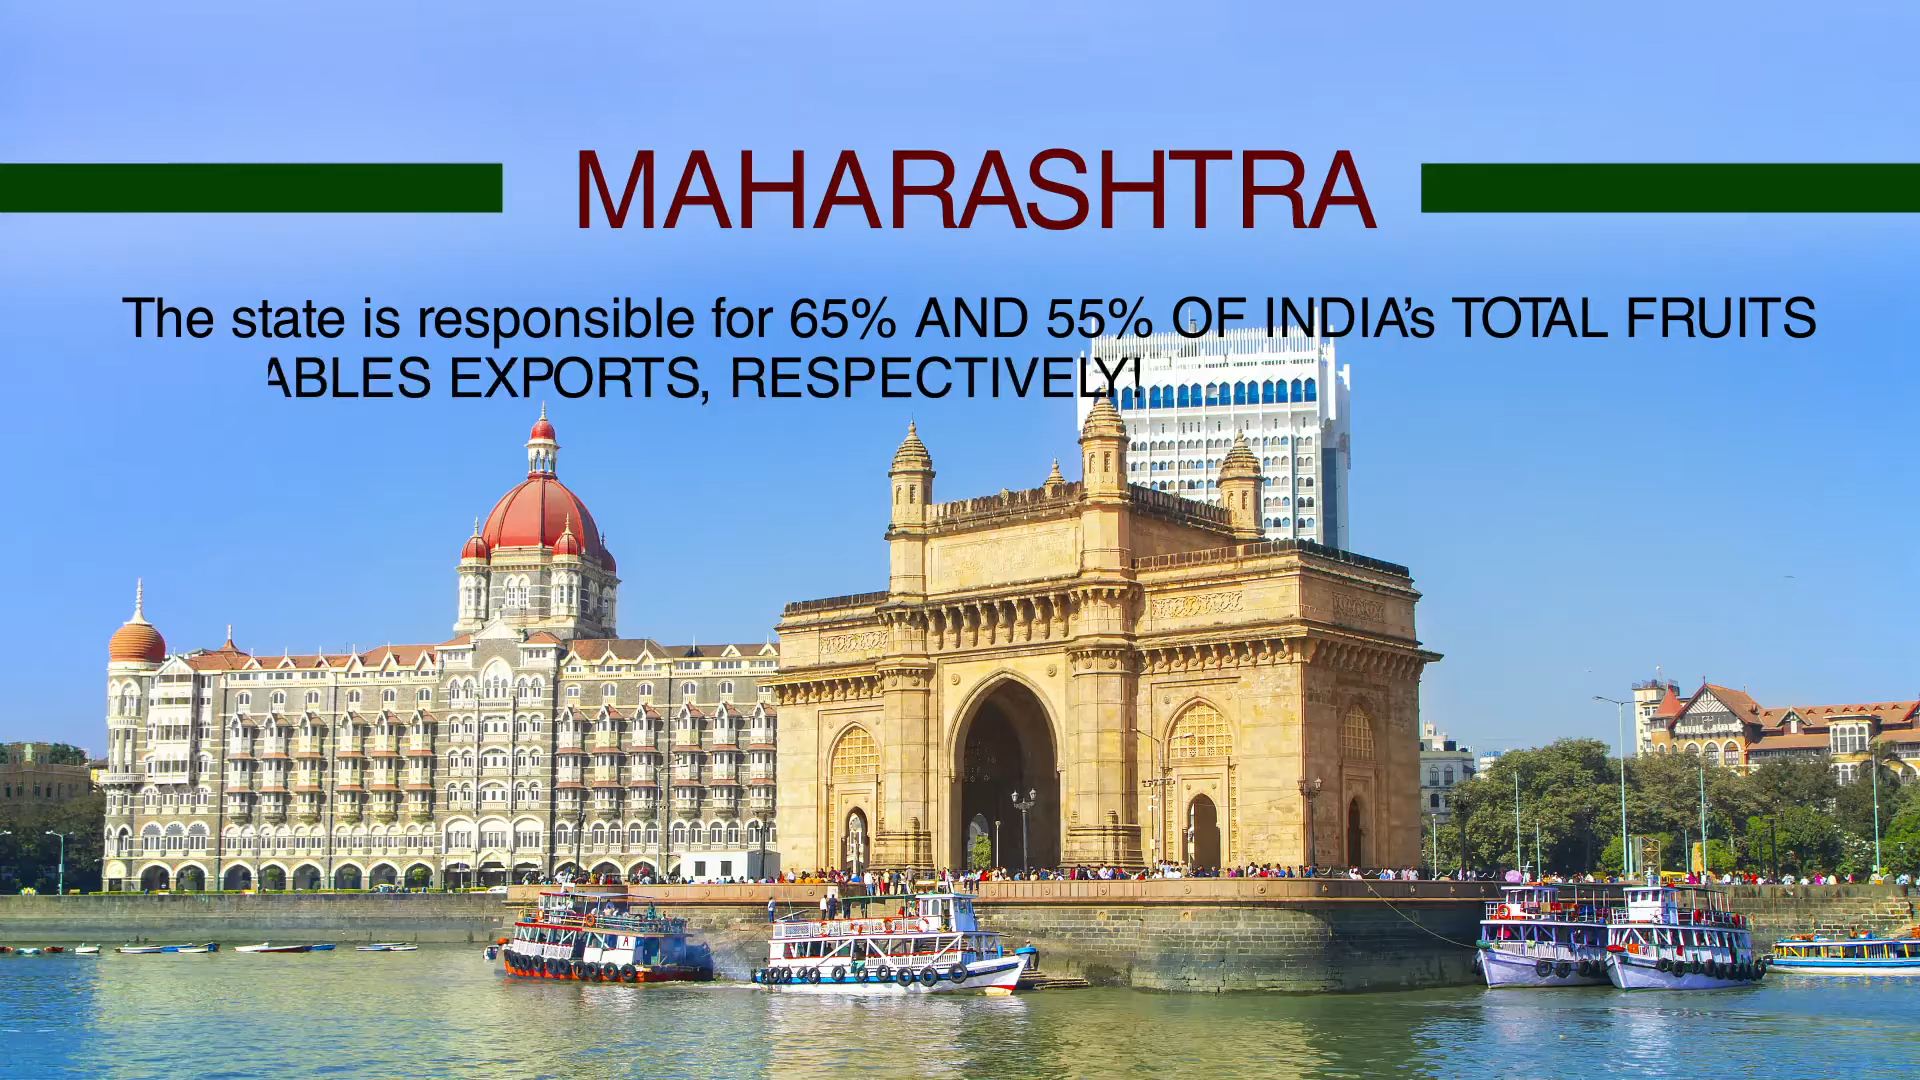 MAHARASHTRA
The state is responsible for 65% AND 55% OF INDIA’s TOTAL FRUITS
ABLES EXPORTS, RESPECTIVELY!